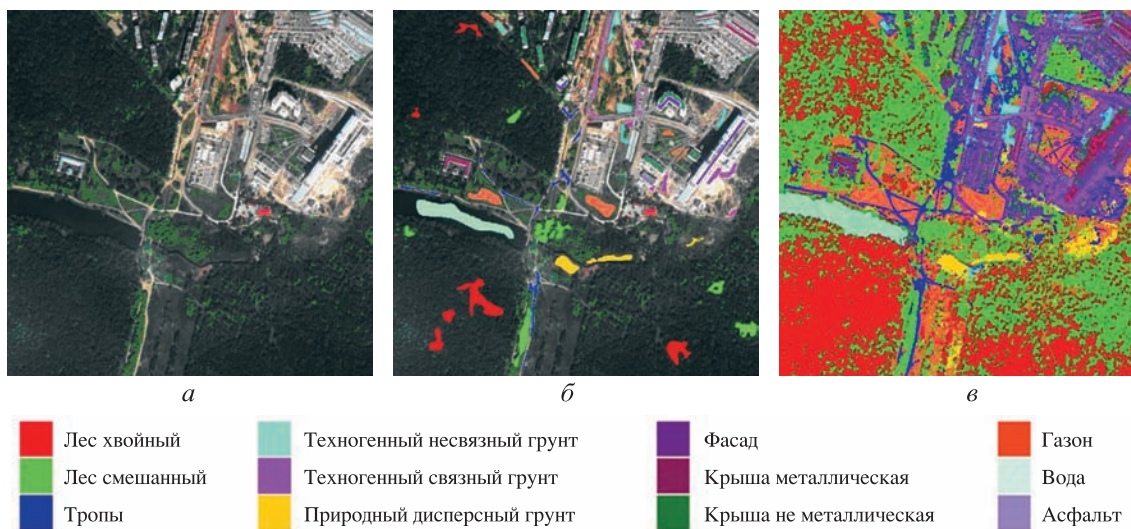 а
б
в
Лес хвойный
Техногенный несвязный грунт
Фасад
Газон
Лес смешанный
Техногенный связный грунт
Крыша металлическая
Вода
Тропы
Природный дисперсный грунт
Крыша не металлическая
Асфальт